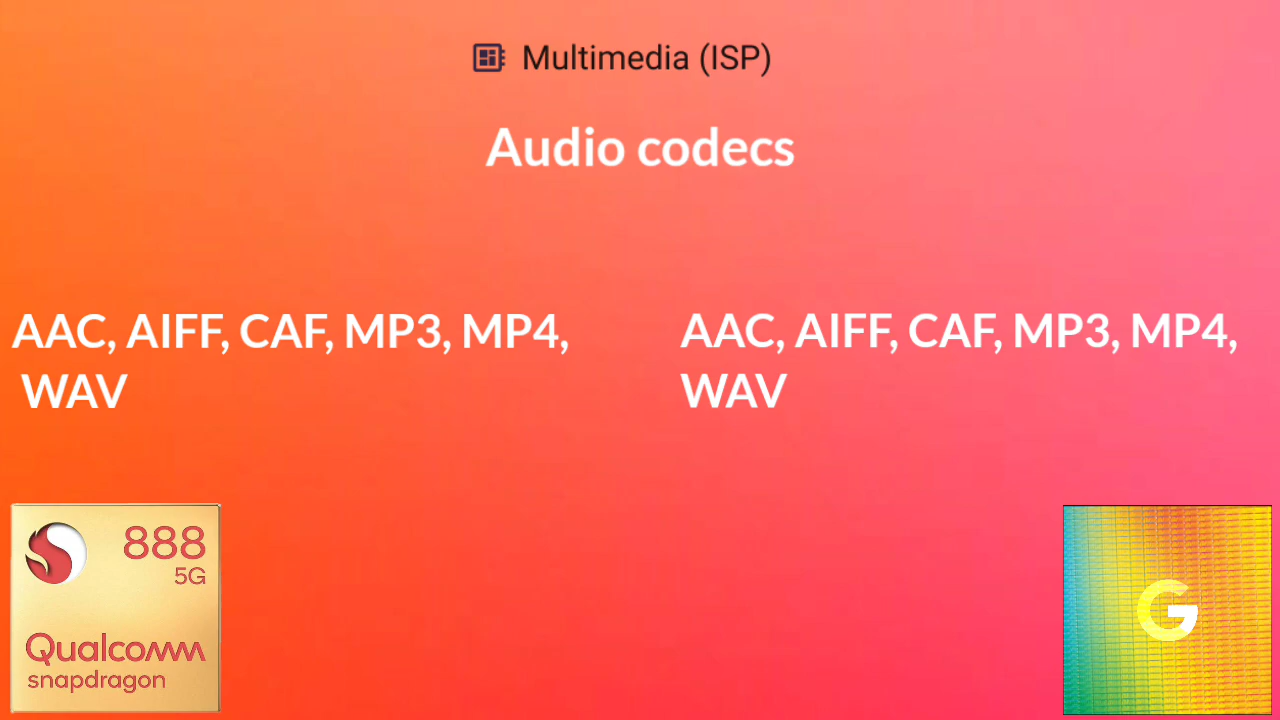 Multimedia (ISP)
Audio codecs
AAC, AIFF, CAF, MP3, MP4,
WAV
AAC, AIFF, CAF, MP3, MP4,
WAV
888
5G
Qualcomm
snapdragon
G